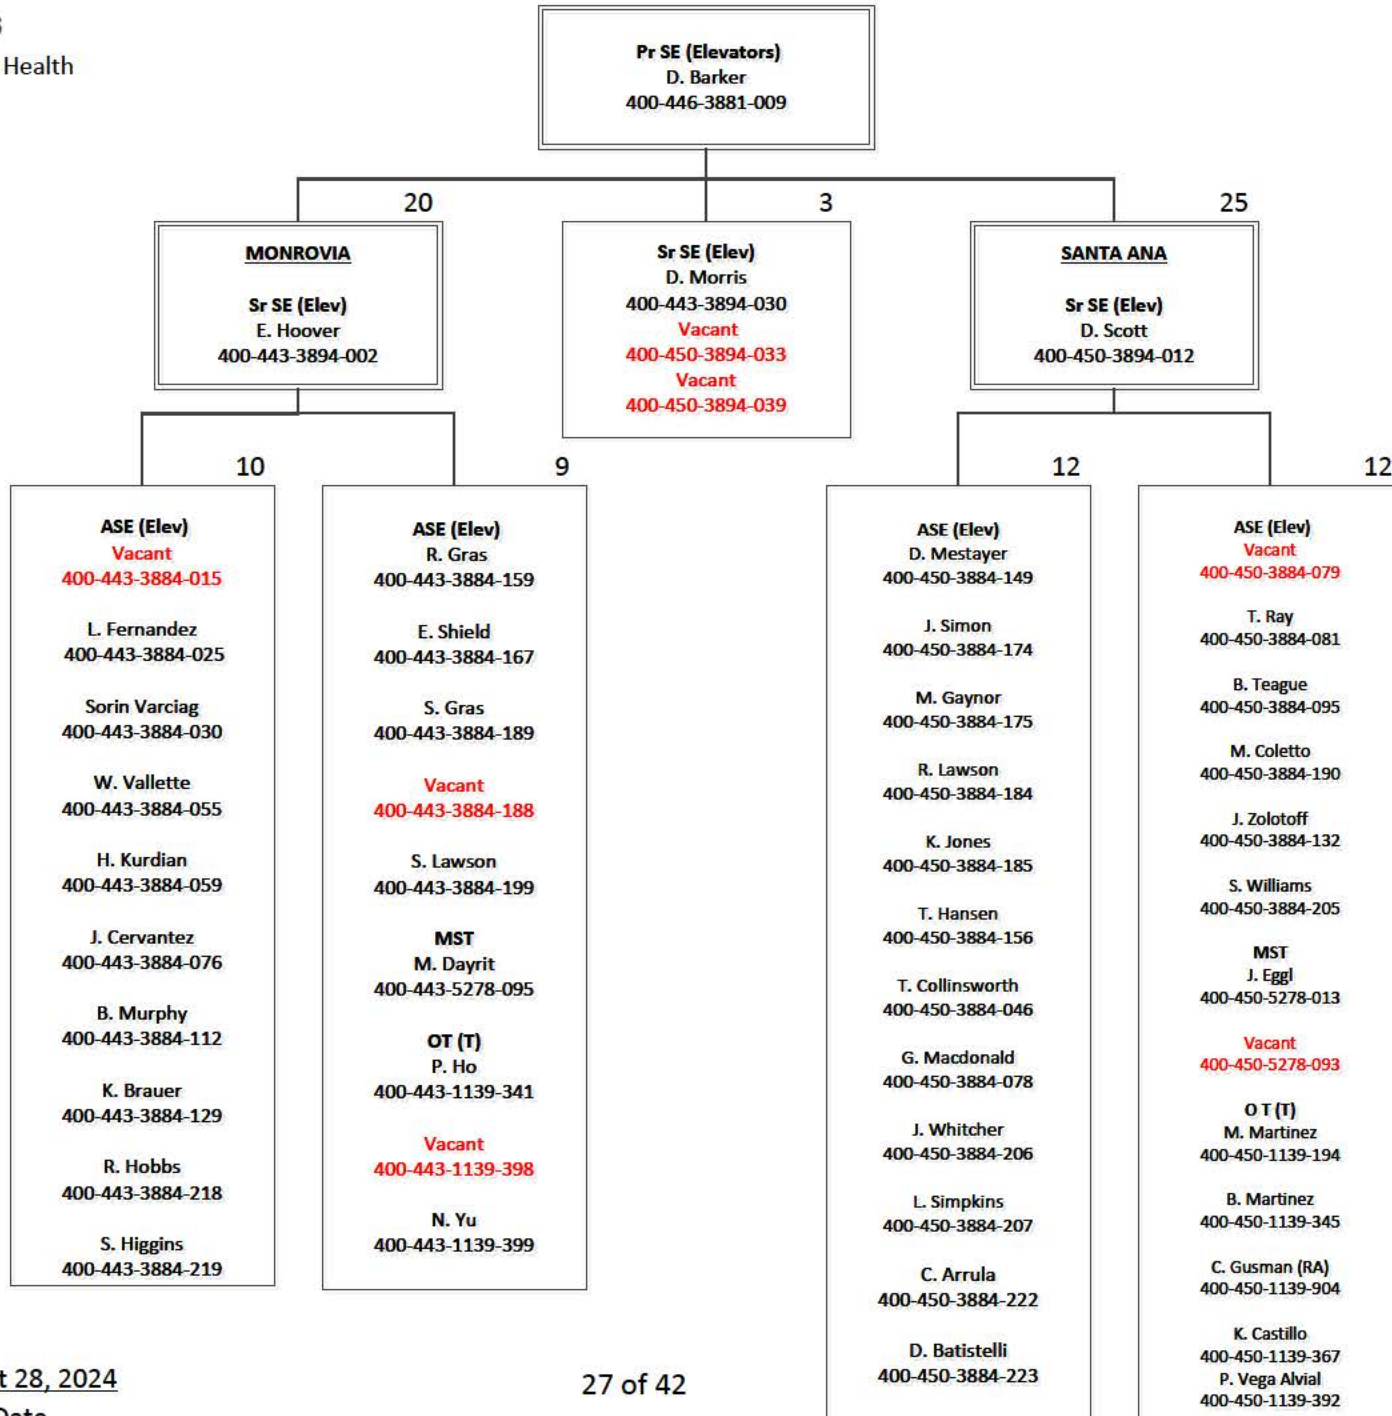 Health
Pr SE (Elevators)
D. Barker
400-446-3881-009
20
3
25
MONROVIA
Sr SE (Elev)
E. Hoover
400-443-3894-002
Sr SE (Elev)
D. Morris
400-443-3894-030
Vacant
400-450-3894-033
Vacant
400-450-3894-039
SANTA ANA
Sr SE (Elev)
D. Scott
400-450-3894-012
10
9
12
12
ASE (Elev)
Vacant
400-443-3884-015
L. Fernandez
400-443-3884-025
Sorin Varciag
400-443-3884-030
W. Vallette
400-443-3884-055
H. Kurdian
400-443-3884-059
J. Cervantez
400-443-3884-076
B. Murphy
400-443-3884-112
K. Brauer
400-443-3884-129
R. Hobbs
400-443-3884-218
S. Higgins
400-443-3884-219
ASE (Elev)
R. Gras
400-443-3884-159
E. Shield
400-443-3884-167
S. Gras
400-443-3884-189
Vacant
400-443-3884-188
S. Lawson
400-443-3884-199
MST
M. Dayrit
400-443-5278-095
OT (T)
P. Ho
400-443-1139-341
Vacant
400-443-1139-398
N. Yu
400-443-1139-399
ASE (Elev)
D. Mestayer
400-450-3884-149
J. Simon
400-450-3884-174
M. Gaynor
400-450-3884-175
R. Lawson
400-450-3884-184
K. Jones
400-450-3884-185
T. Hansen
400-450-3884-156
T. Collinsworth
400-450-3884-046
G. Macdonald
400-450-3884-078
J. Whitcher
400-450-3884-206
L. Simpkins
400-450-3884-207
C. Arrula
400-450-3884-222
D. Batistelli
400-450-3884-223
ASE (Elev)
Vacant
400-450-3884-079
T. Ray
400-450-3884-081
B. Teague
400-450-3884-095
M. Coletto
400-450-3884-190
J. Zolotoff
400-450-3884-132
S. Williams
400-450-3884-205
MST
J. Eggl
400-450-5278-013
Vacant
400-450-5278-093
O T (T)
M. Martinez
400-450-1139-194
B. Martinez
400-450-1139-345
C. Gusman (RA)
400-450-1139-904
K. Castillo
400-450-1139-367
P. Vega Alvial
400-450-1139-392
t 28, 2024
27 of 42